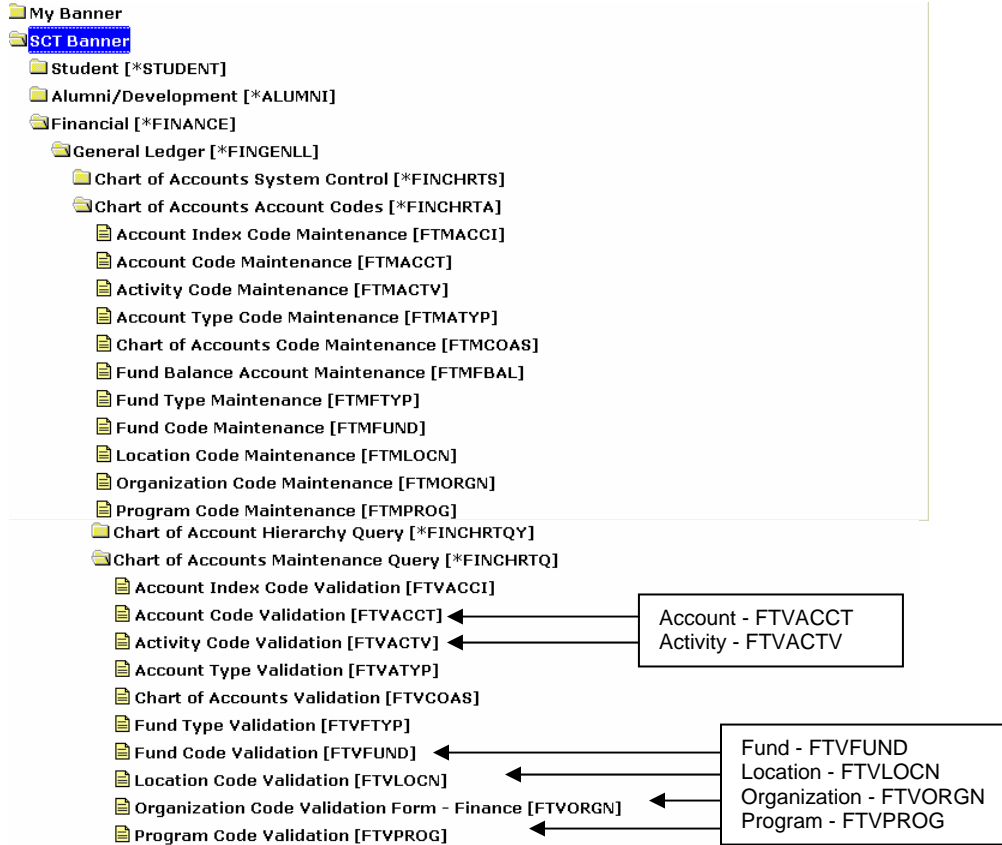 My Banner
SCT Banner
Student [*STUDENT]
Alumni/Development [*ALUMNI]
Financial [*FINANCE]
General Ledger [*FINGENLL]
Chart of Accounts System Control [*FINCHRTS]
Chart of Accounts Account Codes [*FINCHRTA]
Account Index Code Maintenance [FTMACCI]
Account Code Maintenance [FTMACCT]
Activity Code Maintenance [FTMACTV]
Account Type Code Maintenance [FTMATYP]
Chart of Accounts Code Maintenance [FTMCOAS]
Fund Balance Account Maintenance [FTMFBAL]
Fund Type Maintenance [FTMFTYP]
Fund Code Maintenance [FTMFUND]
Location Code Maintenance [FTMLOCN]
Organization Code Maintenance [FTMORGN]
Program Code Maintenance [FTMPROG]
Chart of Account Hierarchy Query [*FINCHRTQY]
Chart of Accounts Maintenance Query [*FINCHRTQ]
Account Index Code Validation [FTVACCI]
Account Code Validation [FTVACCT]
Activity Code Validation [FTVACTV]
Account Type Validation [FTVATYP]
Chart of Accounts Validation [FTVCOAS]
Fund Type Validation [FTVFTYP]
Fund Code Validation [FTVFUND]
Location Code Validation [FTVLOCN]
Organization Code Validation Form - Finance [FTVORGN]
Program Code Validation [FTVPROG]
Account - FTVACCT
Activity - FTVACTV
Fund - FTVFUND
Location - FTVLOCN
Organization - FTVORGN
Program - FTVPROG